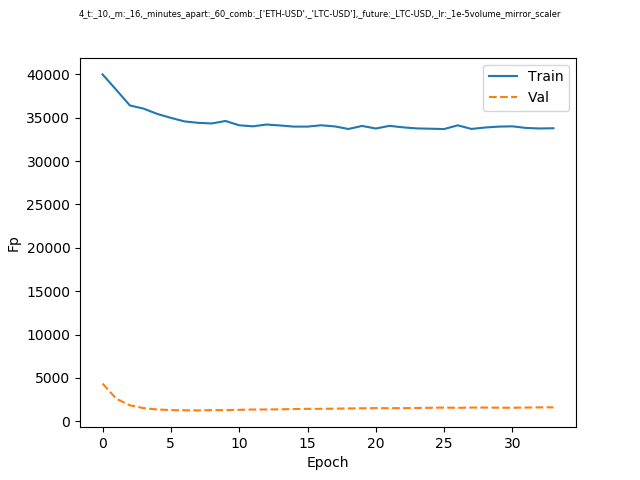 4_t:_10,_m:_16,_minutes_apart:_60_comb:_['ETH-USD',_'LTC-USD'],_future:_LTC-USD,_lr:_1e-5volume_mirror_scaler
Train
Val
40000
35000
30000
25000
20000
15000
10000
5000
0
Fp
0 5 10 15 20 25 30
Epoch